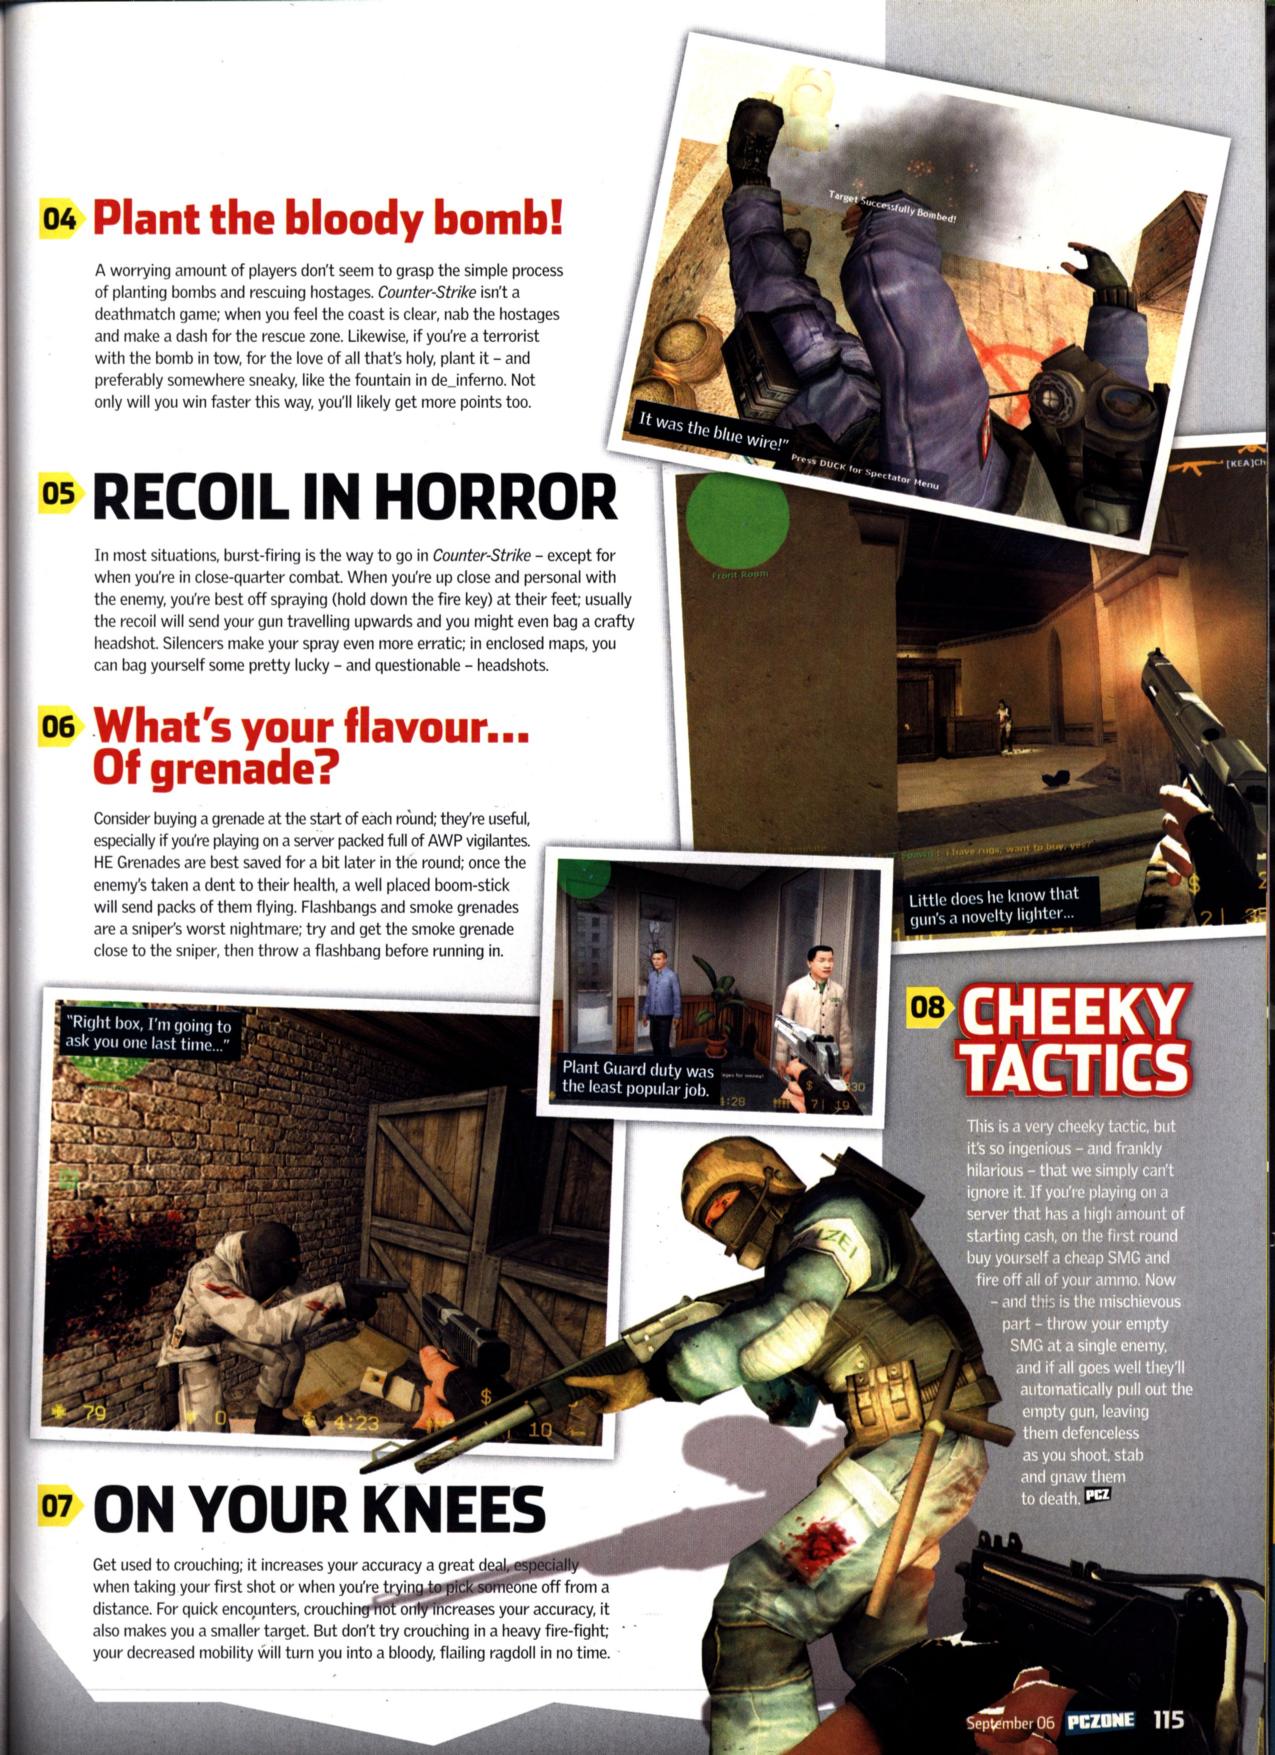 04 Plant the bloody bomb!
A worrying amount of players don't seem to grasp the simple process
of planting bombs and rescuing hostages. Counter-Strike isn't a
deathmatch game; when you feel the coast is clear, nab the hostages
and make a dash for the rescue zone. Likewise, if you're a terrorist
with the bomb in tow, for the love of all that's holy, plant it – and
preferably somewhere sneaky, like the fountain in de_inferno. Not
only will you win faster this way, you'll likely get more points too.
Target Successfully Bombed!
It was the blue wire!"
Press DUCK for Spectator Menu
05 RECOIL IN HORROR
In most situations, burst-firing is the way to go in Counter-Strike – except for
when you're in close-quarter combat. When you're up close and personal with
the enemy, you're best off spraying (hold down the fire key) at their feet; usually
the recoil will send your gun travelling upwards and you might even bag a crafty
headshot. Silencers make your spray even more erratic; in enclosed maps, you
can bag yourself some pretty lucky – and questionable – headshots.
[KEA]Ch
Front Room
i have rugs, want to buy, yes?
Little does he know that
gun's a novelty lighter...
06 What's your flavour...
Of grenade?
Consider buying a grenade at the start of each round; they're useful,
especially if you're playing on a server packed full of AWP vigilantes.
HE Grenades are best saved for a bit later in the round; once the
enemy's taken a dent to their health, a well placed boom-stick
will send packs of them flying. Flashbangs and smoke grenades
are a sniper's worst nightmare; try and get the smoke grenade
close to the sniper, then throw a flashbang before running in.
Plant Guard duty was
the least popular job.
"Right box, I'm going to
ask you one last time..."
79 0 4:23 $ 10
07 ON YOUR KNEES
Get used to crouching; it increases your accuracy a great deal, especially
when taking your first shot or when you're trying to pick someone off from a
distance. For quick encounters, crouching not only increases your accuracy, it
also makes you a smaller target. But don't try crouching in a heavy fire-fight;
your decreased mobility will turn you into a bloody, flailing ragdoll in no time.
08 CHEEKY
TACTICS
This is a very cheeky tactic, but
it's so ingenious – and frankly
hilarious – that we simply can't
ignore it. If you're playing on a
server that has a high amount of
starting cash, on the first round
buy yourself a cheap SMG and
fire off all of your ammo. Now
– and this is the mischievous
part – throw your empty
SMG at a single enemy,
and if all goes well they'll
automatically pull out the
empty gun, leaving
them defenceless
as you shoot, stab
and gnaw them
to death. PCZ
September 06 PCZONE 115